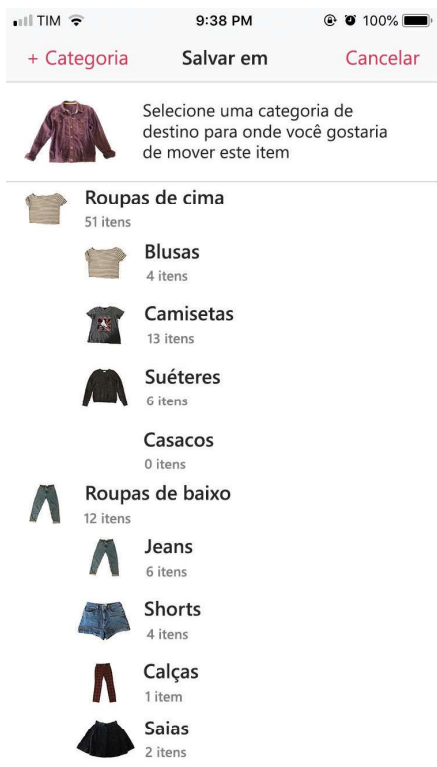 TIM 9:38 PM 100%
+ Categoria Salvar em Cancelar
Selecione uma categoria de
destino para onde você gostaria
de mover este item
Roupas de cima
51 itens
Blusas
4 itens
Camisetas
13 itens
Suéteres
6 itens
Casacos
0 itens
Roupas de baixo
12 itens
Jeans
6 itens
Shorts
4 itens
Calças
1 item
Saias
2 itens